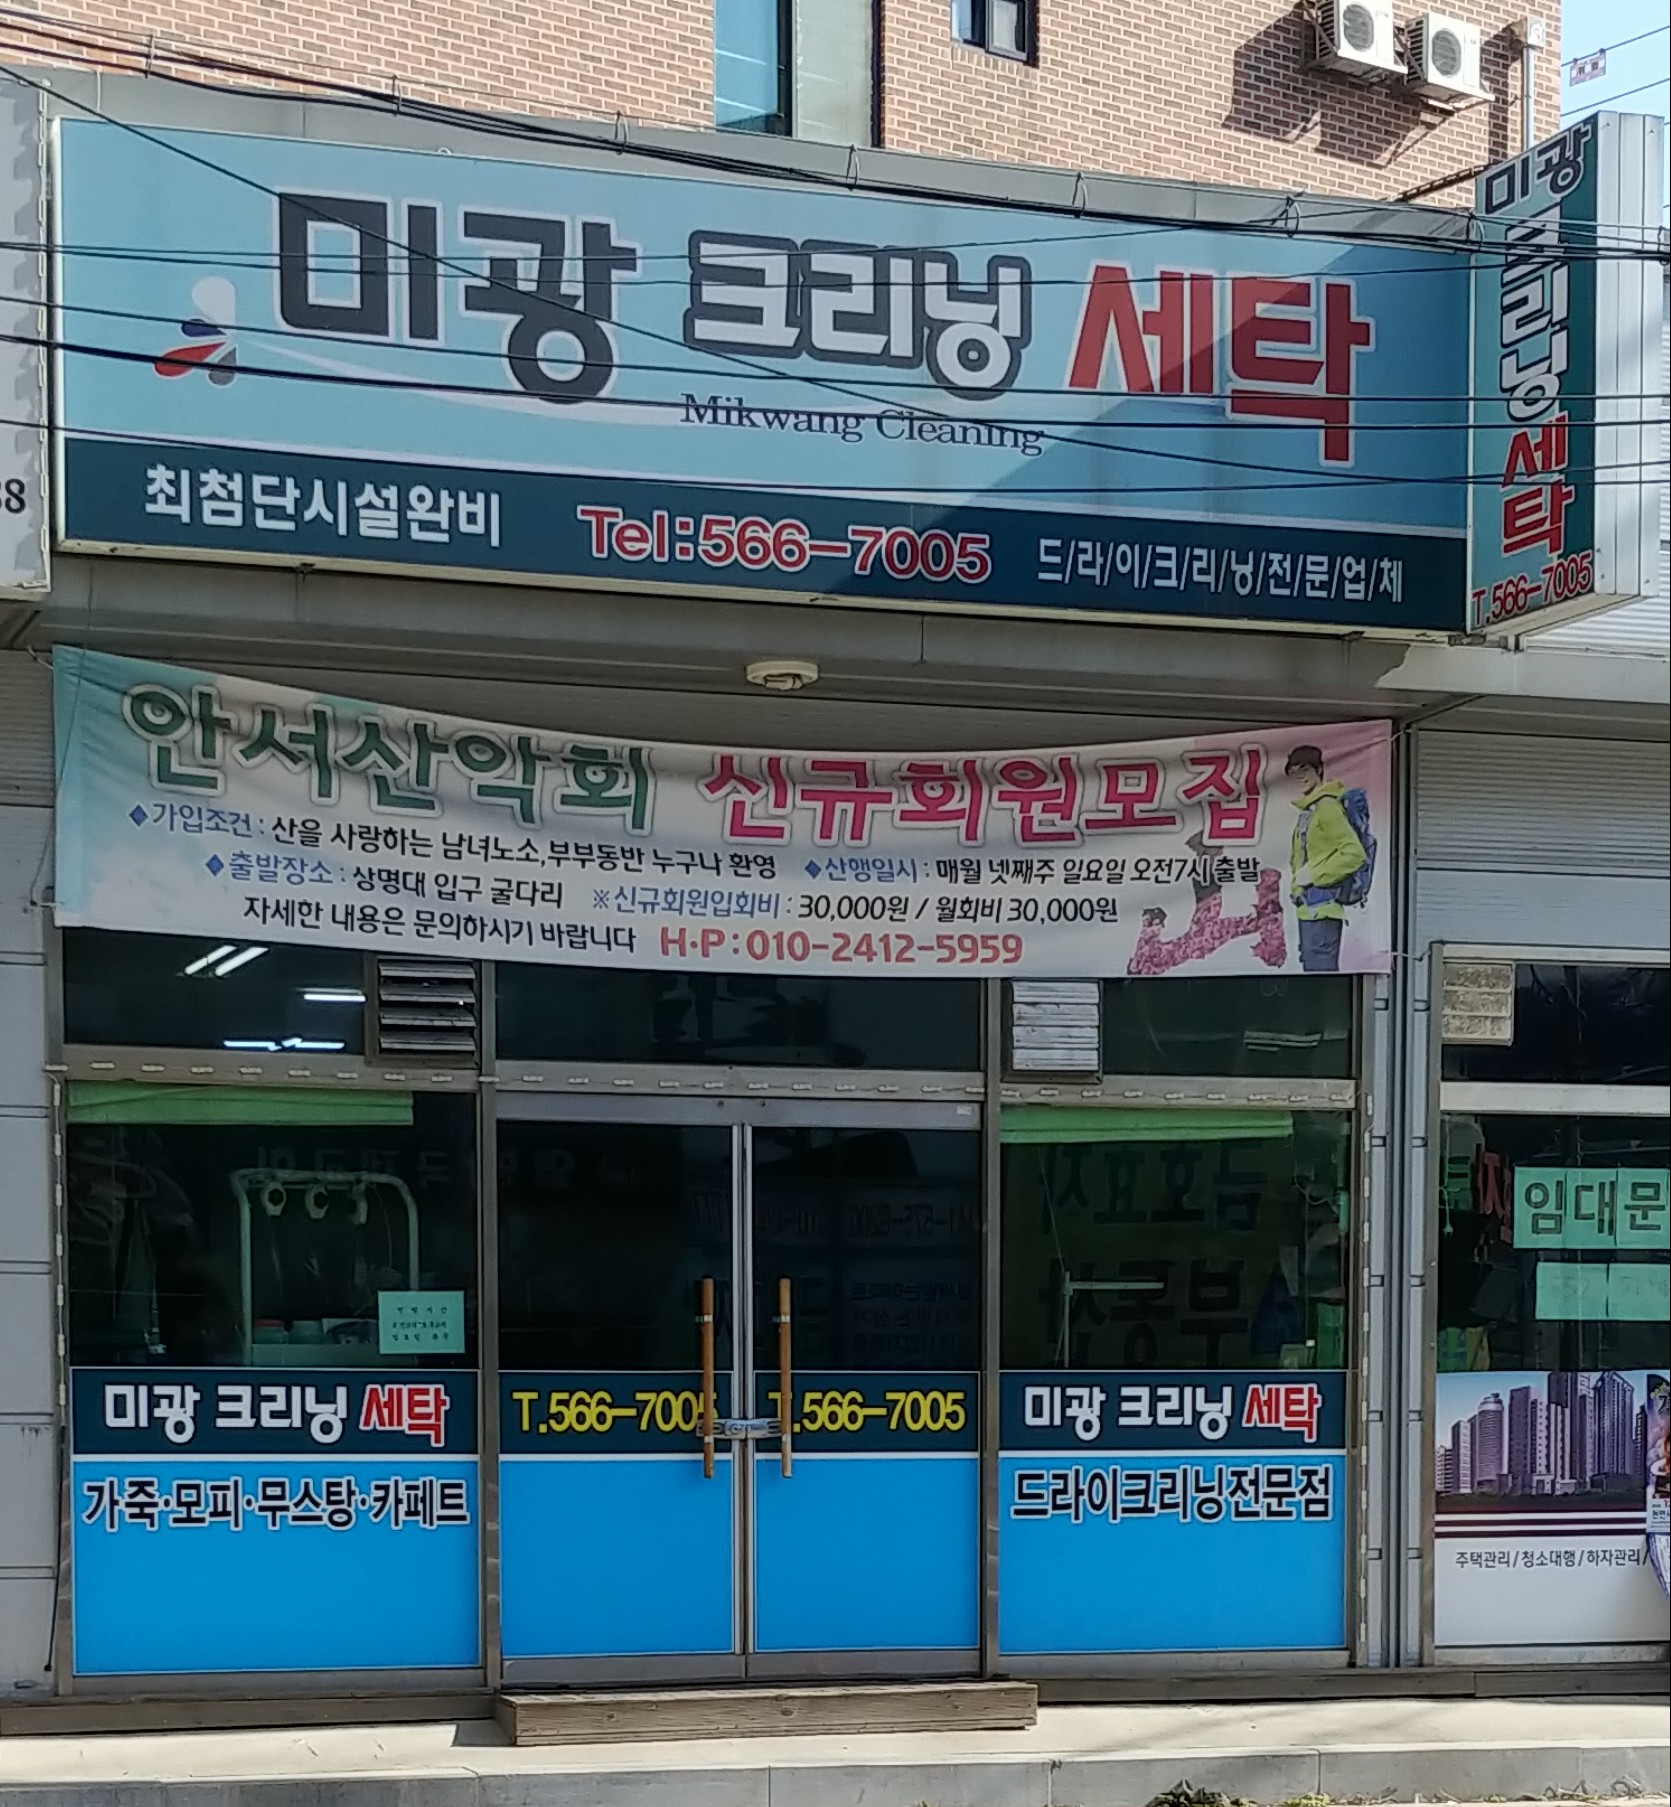 미광 크리닝 세탁
Mikwang Cleaning
최첨단시설완비 Tel:566-7005 드/라/이/크/리/닝/전/문/업/체
미광
크리닝
세탁
T.566-7005
안서산악회 신규회원모집
◆가입조건 : 산을 사랑하는 남녀노소,부부동반 누구나 환영 ◆산행일시 : 매월 넷째주 일요일 오전7시 출발
◆출발장소 : 상명대 입구 굴다리 ※신규회원입회비 : 30,000원 / 월회비 30,000원
자세한 내용은 문의하시기 바랍니다 H·P : 010-2412-5959
미광 크리닝 세탁
가죽·모피·무스탕·카페트
T.566-7005
T.566-7005
미광 크리닝 세탁
드라이크리닝전문점
임대문
주택관리/청소대행/하자관리/